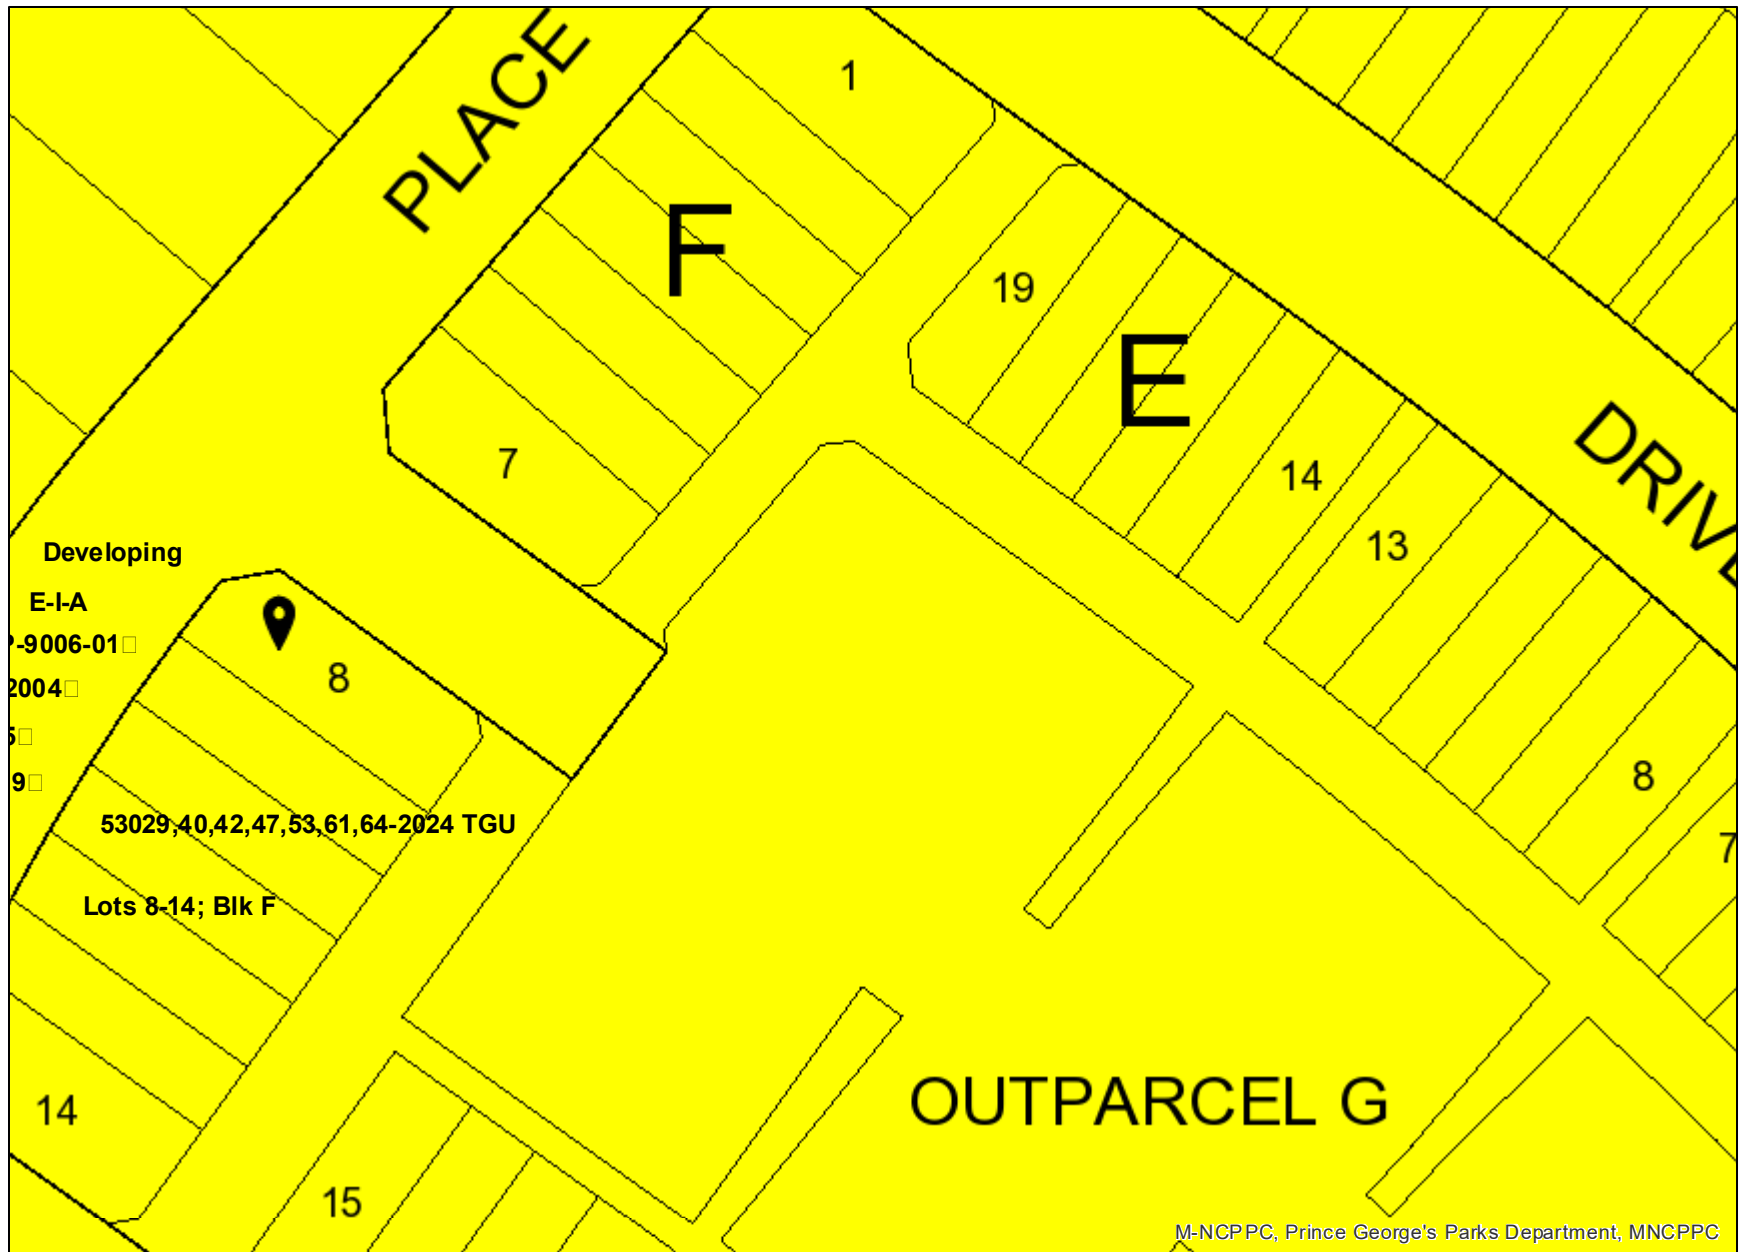 PLACE
1
F
19
E
7
14
13
DRIVE
Developing
E-I-A
-9006-01
8
2004
9
8
53029,40,42,47,53,61,64-2024 TGU
7
Lots 8-14; Blk F
14
OUTPARCEL G
15
M-NCPPC, Prince George's Parks Department, MNCPPC